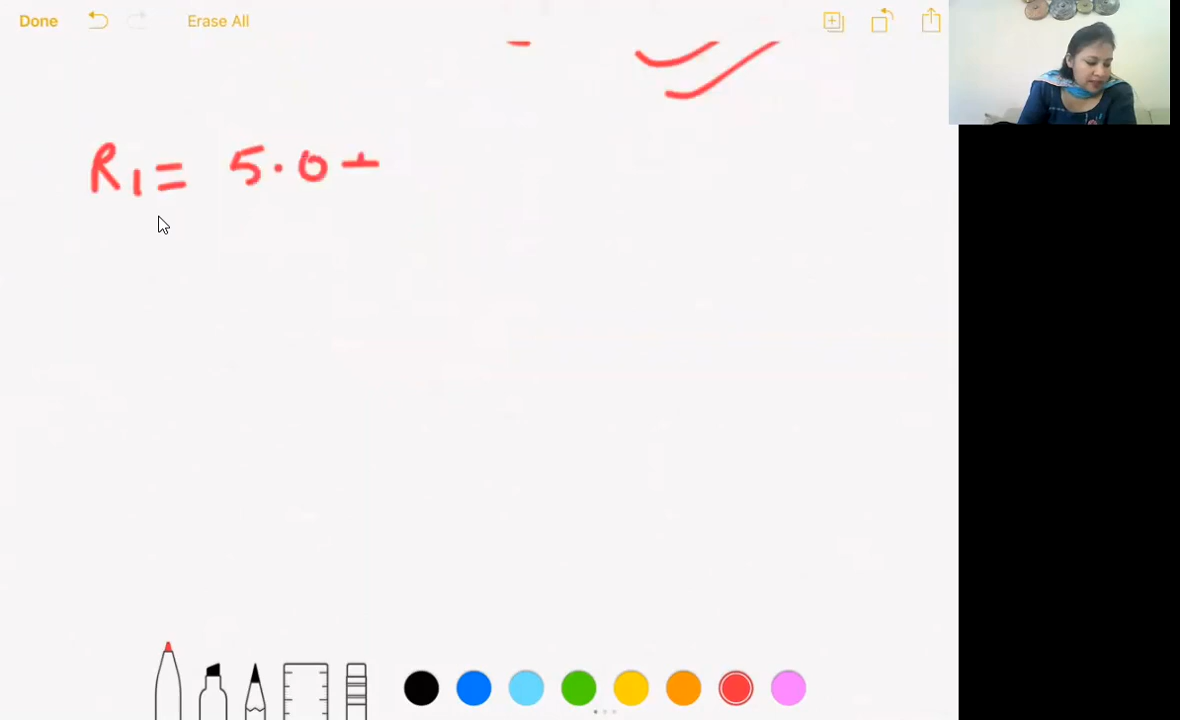 Done Erase All
R1 = 5.0 +